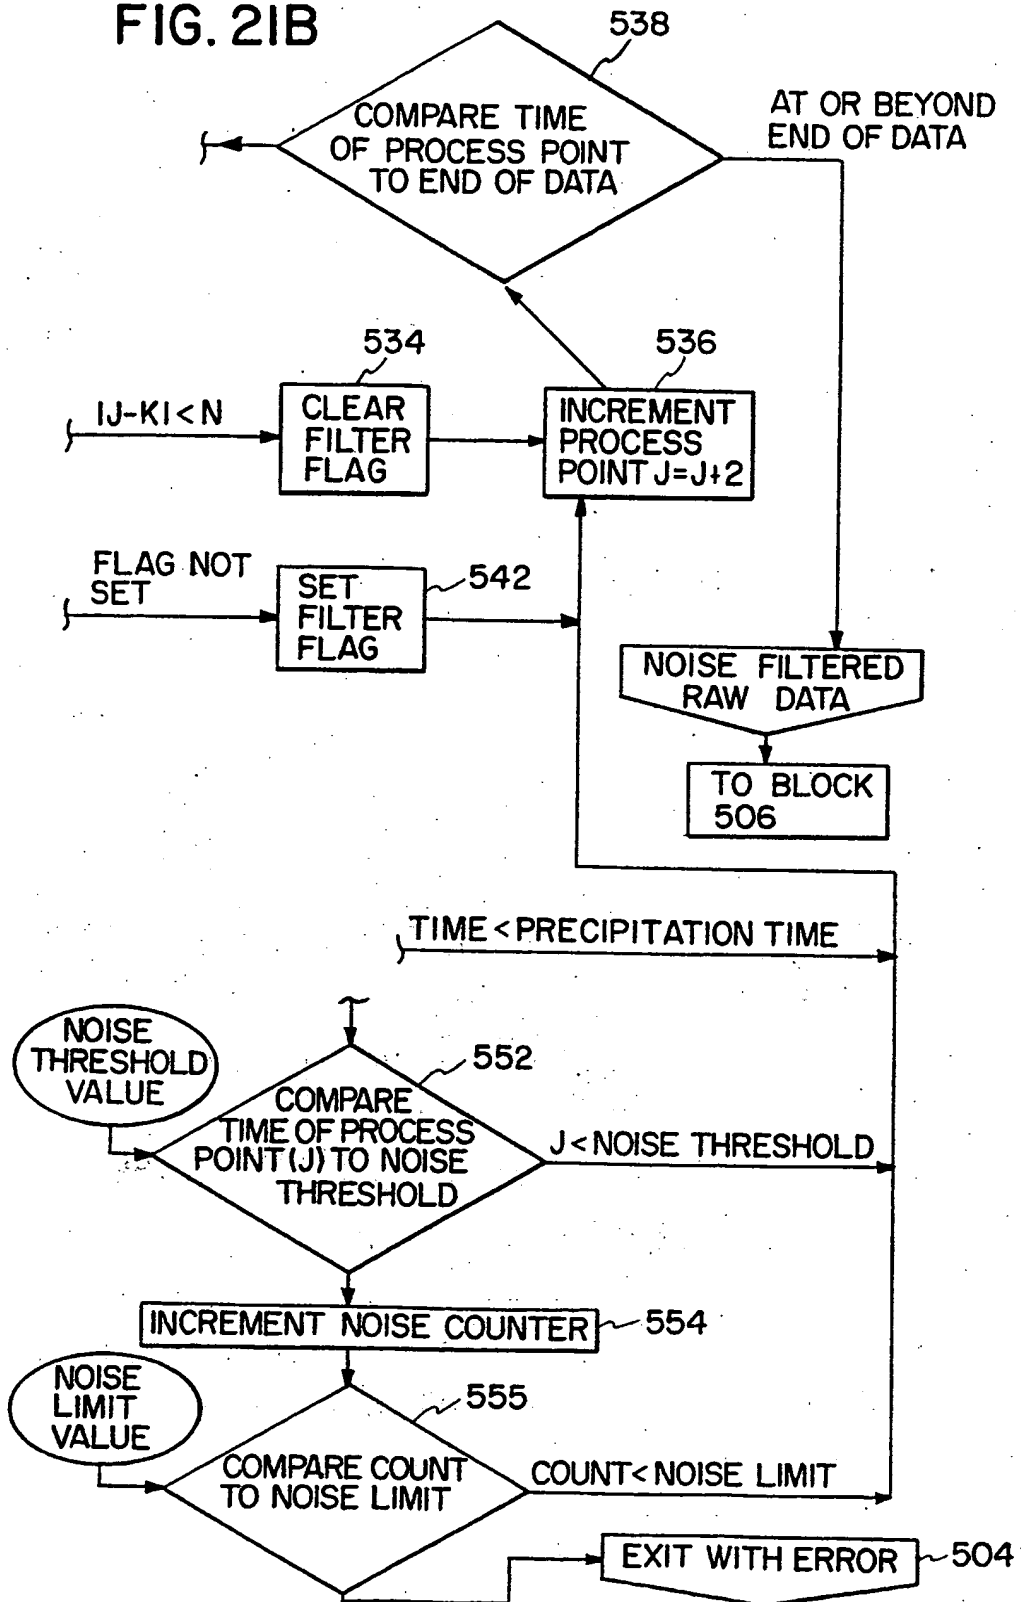 FIG. 21B
538
COMPARE TIME
OF PROCESS POINT
TO END OF DATA
AT OR BEYOND
END OF DATA
534
536
|J-K|<N
CLEAR
FILTER
FLAG
INCREMENT
PROCESS
POINT J=J+2
FLAG NOT
SET
SET
FILTER
FLAG
542
NOISE FILTERED
RAW DATA
TO BLOCK
506
TIME<PRECIPITATION TIME
NOISE
THRESHOLD
VALUE
552
COMPARE
TIME OF PROCESS
POINT(J) TO NOISE
THRESHOLD
J<NOISE THRESHOLD
INCREMENT NOISE COUNTER
554
NOISE
LIMIT
VALUE
555
COMPARE COUNT
TO NOISE LIMIT
COUNT<NOISE LIMIT
EXIT WITH ERROR
504